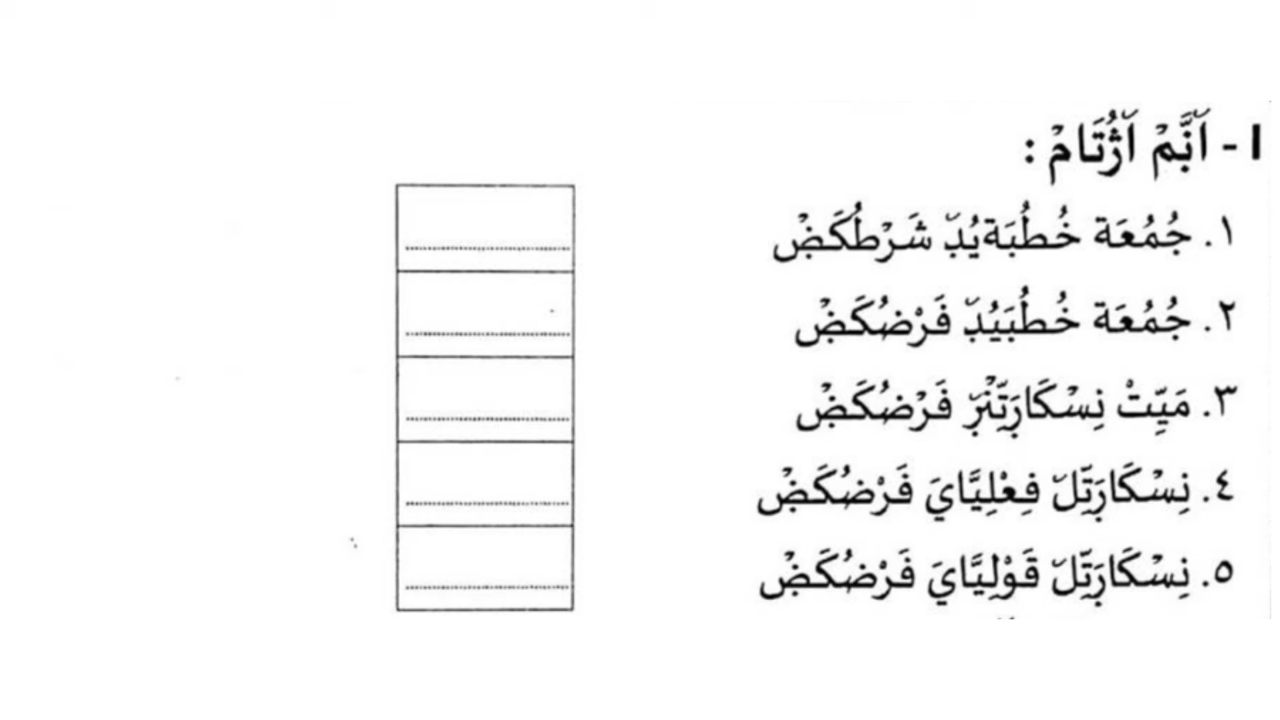 I - اَنَّمْ اَژُتَامْ :
١. جُمُعَة خُطُبَةيُدّ شَرْطُكَضْ
٢. جُمُعَة خُطُبَيُدّ فَرْضُكَضْ
٣. مَيِّتْ نِسْكَارَتِّنْرّ فَرْضُكَضْ
٤. نِسْكَارَتِّلّ فِعْلِيَّايَ فَرْضُكَضْ
٥. نِسْكَارَتِّلّ قَوْلِيَّايَ فَرْضُكَضْ